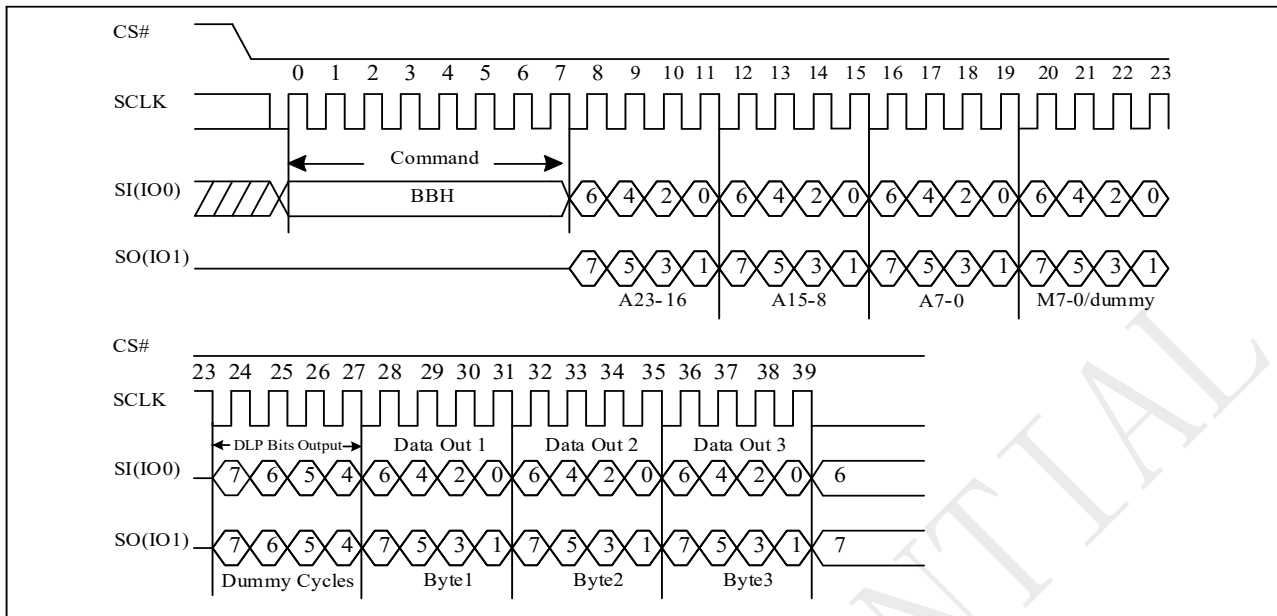 CS#
0 1 2 3 4 5 6 7 8 9 10 11 12 13 14 15 16 17 18 19 20 21 22 23
SCLK
Command
SI(IO0) BBH 6 4 2 0 6 4 2 0 6 4 2 0 6 4 2 0
SO(IO1) 7 5 3 1 7 5 3 1 7 5 3 1 7 5 3 1
A23-16 A15-8 A7-0 M7-0/dummy
CS#
23 24 25 26 27 28 29 30 31 32 33 34 35 36 37 38 39
SCLK
DLP Bits Output Data Out 1 Data Out 2 Data Out 3
SI(IO0) 7 6 5 4 6 4 2 0 6 4 2 0 6 4 2 0 6
SO(IO1) 7 6 5 4 7 5 3 1 7 5 3 1 7 5 3 1 7
Dummy Cycles Byte1 Byte2 Byte3
NTIAL